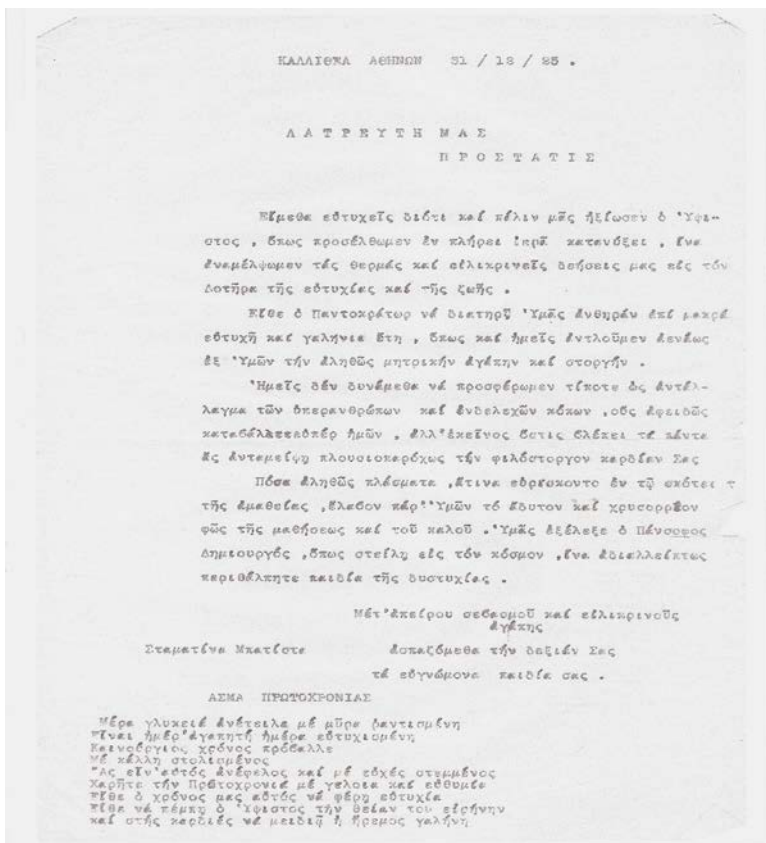 ΚΑΛΛΙΘΕΑ ΑΘΗΝΩΝ 31 / 12 / 25 .
ΛΑΤΡΕΥΤΗ ΜΑΣ
ΠΡΟΣΤΑΤΙΣ
Εἴμεθα εὐτυχεῖς διότι καί πάλιν μᾶς ἠξίωσεν ὁ Ὕψι-
στος , ὅπως προσέλθωμεν ἐν πλήρει ἱερᾷ κατανύξει , ἵνα
ἀναμέλψωμεν τάς θερμάς καί εἰλικρινεῖς δεήσεις μας εἰς τόν
Δοτῆρα τῆς εὐτυχίας καί τῆς ζωῆς .
Εἴθε ὁ Παντοκράτωρ νά διατηρῇ Ὑμᾶς ἀνθηράν ἐπί μακρά
εὐτυχῆ καί γαλήνια ἔτη , ὅπως καί ἡμεῖς ἀντλοῦμεν ἀενάως
ἐξ Ὑμῶν τήν ἀληθῶς μητρικήν ἀγάπην καί στοργήν .
Ἡμεῖς δέν δυνάμεθα νά προσφέρωμεν τίποτε ὡς ἀντάλ-
λαγμα τῶν ὑπερανθρώπων καί ἐνδελεχῶν κόπων ,οὕς ἀφειδῶς
καταβάλλετε ὑπέρ ἡμῶν , ἀλλ' ἐκεῖνος ὅστις βλέπει τά πάντα
ἄς ἀνταμείψῃ πλουσιοπαρόχως τήν φιλόστοργον καρδίαν Σας
Πόσα ἀληθῶς πλάσματα ,ἅτινα εὑρίσκοντο ἐν τῷ σκότει τ
τῆς ἀμαθείας ,ἔλαβον παρ' Ὑμῶν τό ἄδυτον καί χρυσορρόον
φῶς τῆς μαθήσεως καί τοῦ καλοῦ . Ὑμᾶς ἐξέλεξε ὁ Πάνσοφος
Δημιουργός ,ὅπως στείλῃ εἰς τόν κόσμον ,ἵνα ἀδιαλλείπτως
περιθάλπητε παιδία τῆς δυστυχίας .
Μέτ' ἀπείρου σεβασμοῦ καί εἰλικρινοῦς
ἀγάπης
Σταματίνα Μπατίστα ἀσπαζόμεθα τήν δεξιάν Σας
τά εὐγνώμονα παιδία σας .
ΑΣΜΑ ΠΡΩΤΟΧΡΟΝΙΑΣ
Μέρα γλυκειά ἀνέτειλα μέ μῦρα ραντισμένη
Εἶναι ἡμέρ' ἀγαπητή ἡμέρα εὐτυχισμένη
Καινούργιος χρόνος πρόβαλλε
Μέ κάλλη στολισμένος
Ἄς εἶν' αὐτός ἀνέφελος καί μέ εὐχές στεμμένος
Χαρῆτε τήν Πρωτοχρονιά μέ γέλοια καί εὐθυμία
Εἴθε ὁ χρόνος μας αὐτός νά φέρῃ εὐτυχία
Εἴθε νά πέμπῃ ὁ Ὕψιστος τήν θείαν του εἰρήνην
καί στῆς καρδιές νά μειδιᾷ ἡ ἤρεμος γαλήνη